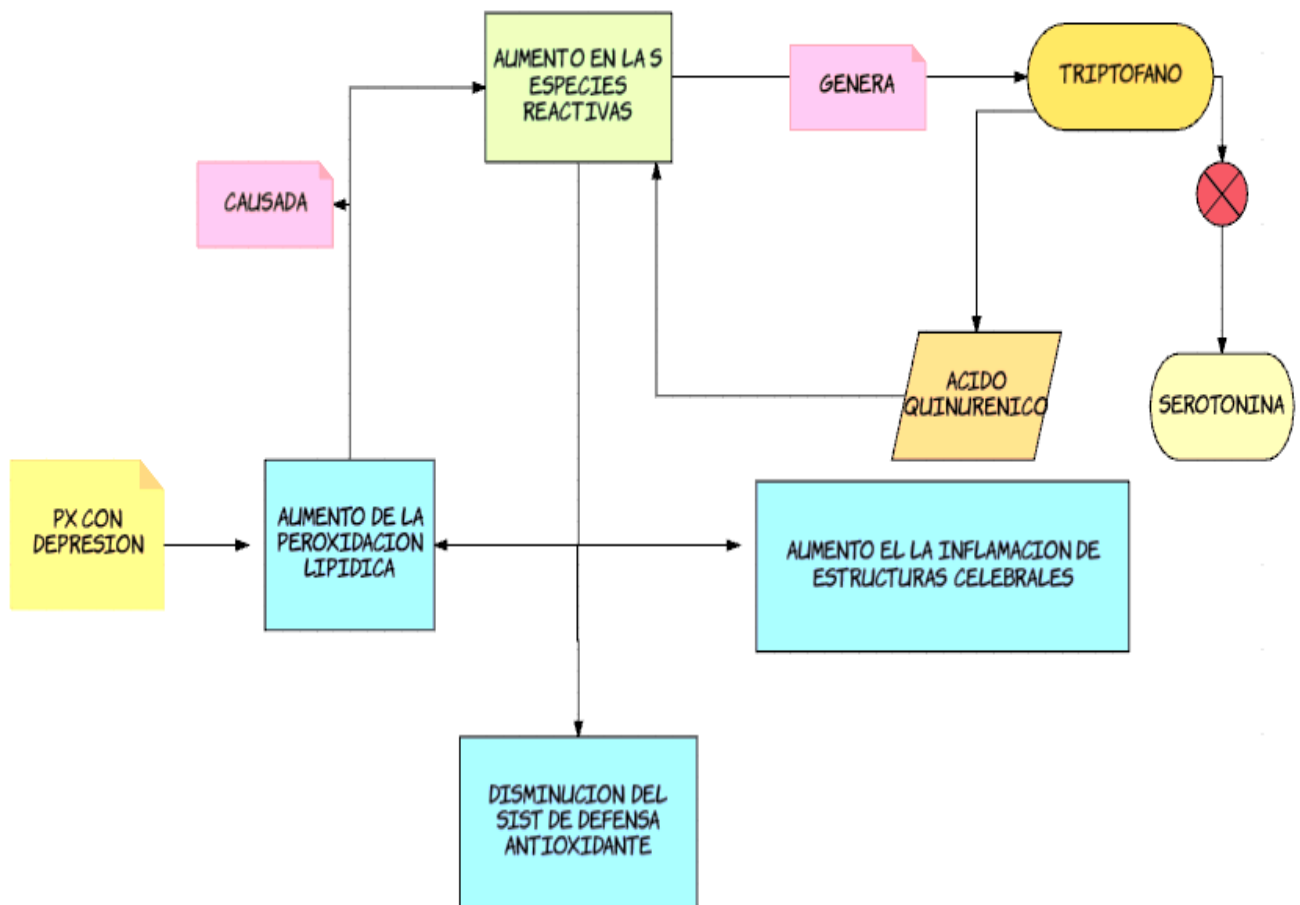 AUMENTO EN LA S
ESPECIES
REACTIVAS
GENERA
TRIPTOFANO
CAUSADA
ACIDO
QUINURENICO
SEROTONINA
PX CON
DEPRESION
AUMENTO DE LA
PEROXIDACION
LIPIDICA
AUMENTO EL LA INFLAMACION DE
ESTRUCTURAS CELEBRALES
DISMINUCION DEL
SIST DE DEFENSA
ANTIOXIDANTE